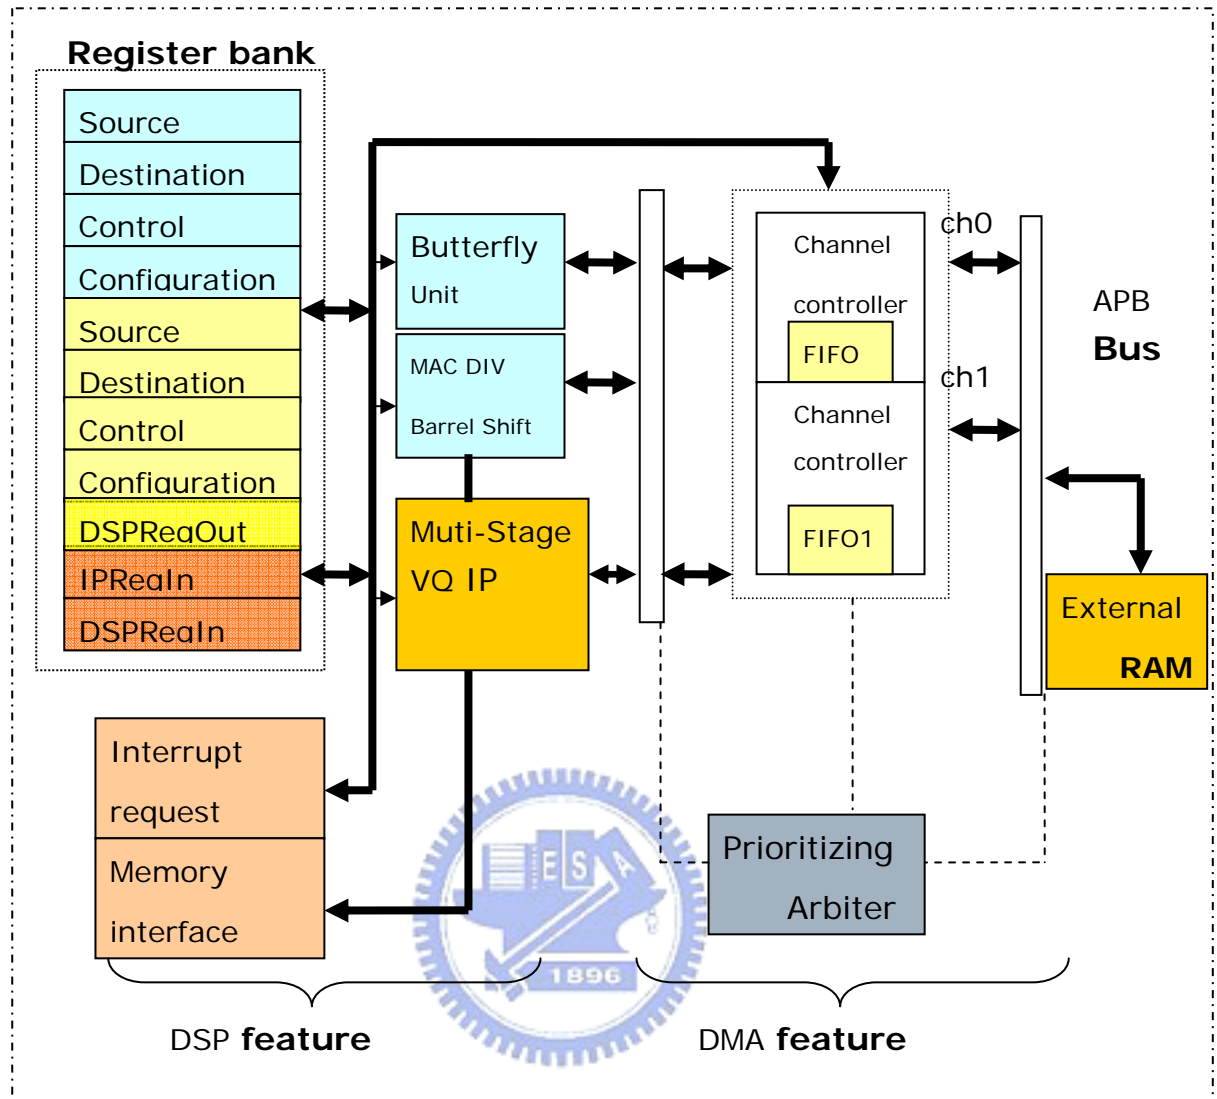 Register bank
Source
Destination
Control
Configuration
Source
Destination
Control
Configuration
DSPRegOut
IPRegIn
DSPRegIn
Butterfly
Unit
MAC DIV
Barrel Shift
Muti-Stage
VQ IP
Channel
controller
FIFO
Channel
controller
FIFO1
ch0
ch1
APB
Bus
External
RAM
Interrupt
request
Memory
interface
Prioritizing
Arbiter
ESA
1896
DSP feature
DMA feature